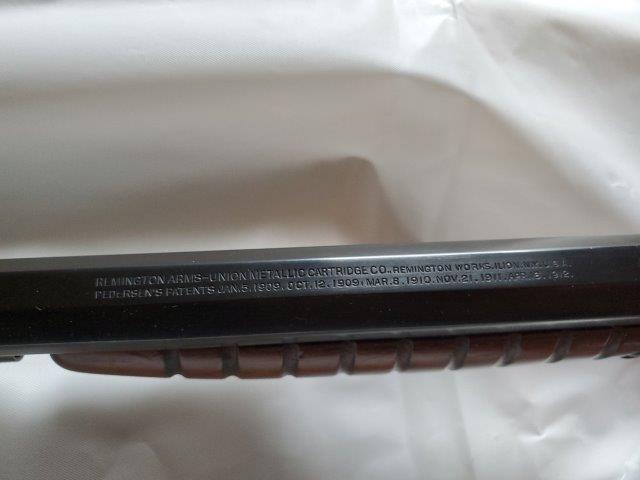 REMINGTON ARMS-UNION METALLIC CARTRIDGE CO., REMINGTON WORKS, ILION, N.Y., U.S.A.
PEDERSEN'S PATENTS JAN. 5. 1909, OCT. 12. 1909, MAR. 8. 1910, NOV. 21. 1911, APR. 1912.